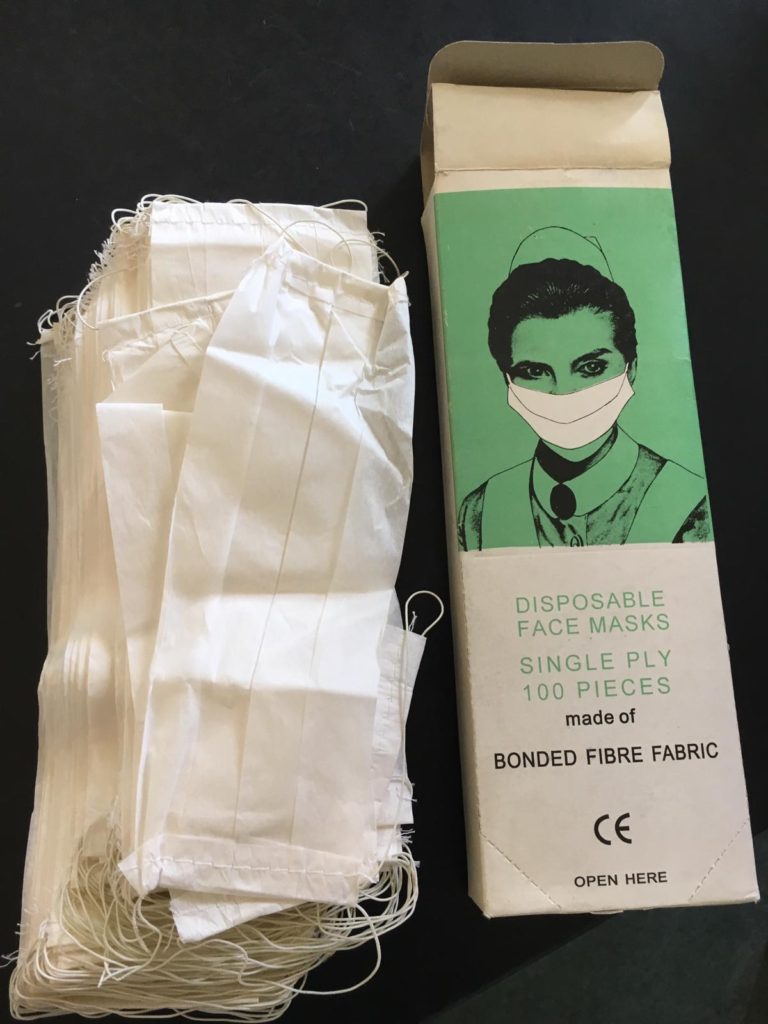 DISPOSABLE
FACE MASKS
SINGLE PLY
100 PIECES
made of
BONDED FIBRE FABRIC
CE
OPEN HERE